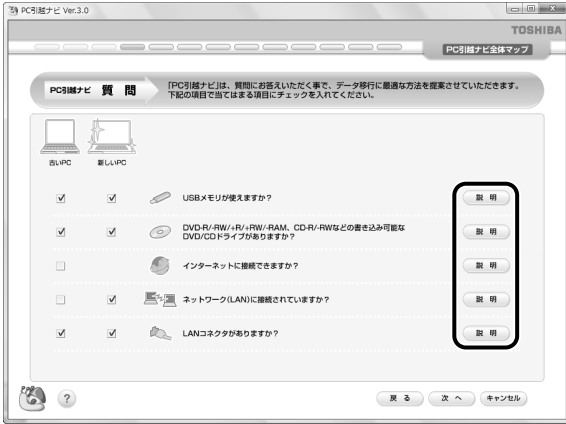 PC引越ナビ Ver.3.0
TOSHIBA
PC引越ナビ全体マップ
PC引越ナビ 質 問
「PC引越ナビ」は、質問にお答えいただく事で、データ移行に最適な方法を提案させていただきます。
下記の項目で当てはまる項目にチェックを入れてください。
古いPC 新しいPC
USBメモリが使えますか? 説 明
DVD-R/-RW/+R/+RW/-RAM、CD-R/-RWなどの書き込み可能な
DVD/CDドライブがありますか? 説 明
インターネットに接続できますか? 説 明
ネットワーク(LAN)に接続されていますか? 説 明
LANコネクタがありますか? 説 明
? 戻 る 次 へ キャンセル